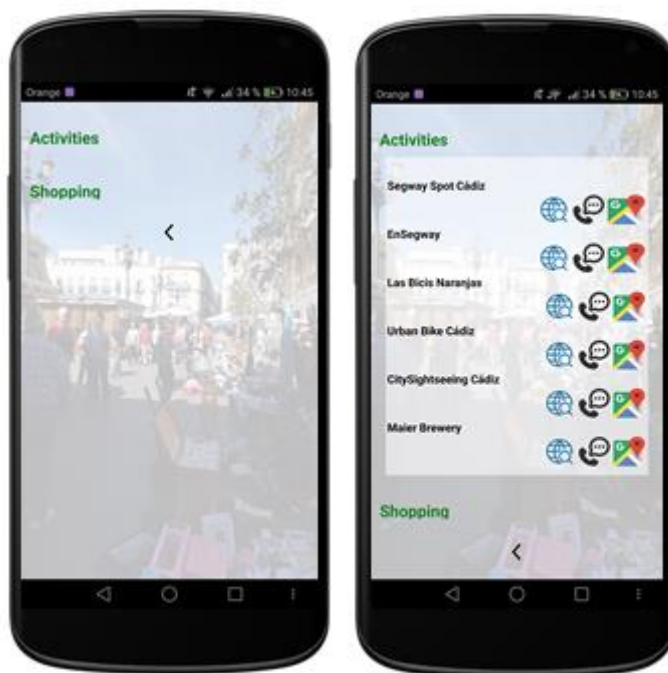 Orange 34 % 10:45
Activities
Shopping
Orange 34 % 10:45
Activities
Segway Spot Cádiz
EnSegway
Las Bicis Naranjas
Urban Bike Cádiz
CitySightseeing Cádiz
Maier Brewery
Shopping